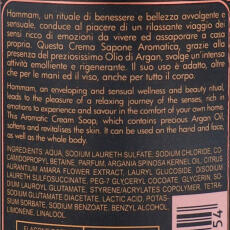 Hammam, un rituale di benessere e bellezza avvolgente e
sensuale, conduce al piacere di un rilassante viaggio dei
sensi ricco di emozioni da vivere ed assaporare a casa
propria. Questa Crema Sapone Aromatica, grazie alla
presenza del preziosissimo Olio di Argan, svolge un intenso
attività emolliente e rigenerante. Il suo uso è adatto, oltre
che per le mani ed il viso, anche per tutto il corpo.
Hammam, an enveloping and sensual wellness and beauty ritual,
leads to the pleasure of a relaxing journey of the senses, rich in
emotions to experience and savour in the comfort of your own home.
This Aromatic Cream Soap, which contains precious Argan Oil,
softens and revitalises the skin. It can be used on the hand and face,
as well as the whole body.
INGREDIENTS: AQUA, SODIUM LAURETH SULFATE, SODIUM CHLORIDE, CO-
CAMIDOPROPYL BETAINE, PARFUM, ARGANIA SPINOSA KERNEL OIL, CITRUS
AURANTIUM AMARA FLOWER EXTRACT, LAURYL GLUCOSIDE, DISODIUM
LAURETH SULFOSUCCINATE, PEG-7 GLYCERYL COCOATE, GLYCERIN, SO-
DIUM LAUROYL GLUTAMATE, STYRENE/ACRYLATES COPOLYMER, TETRA-
SODIUM GLUTAMATE DIACETATE, LACTIC ACID, POTAS-
SIUM SORBATE, SODIUM BENZOATE, BENZYL ALCOHOL,
LIMONENE, LINALOOL.
54